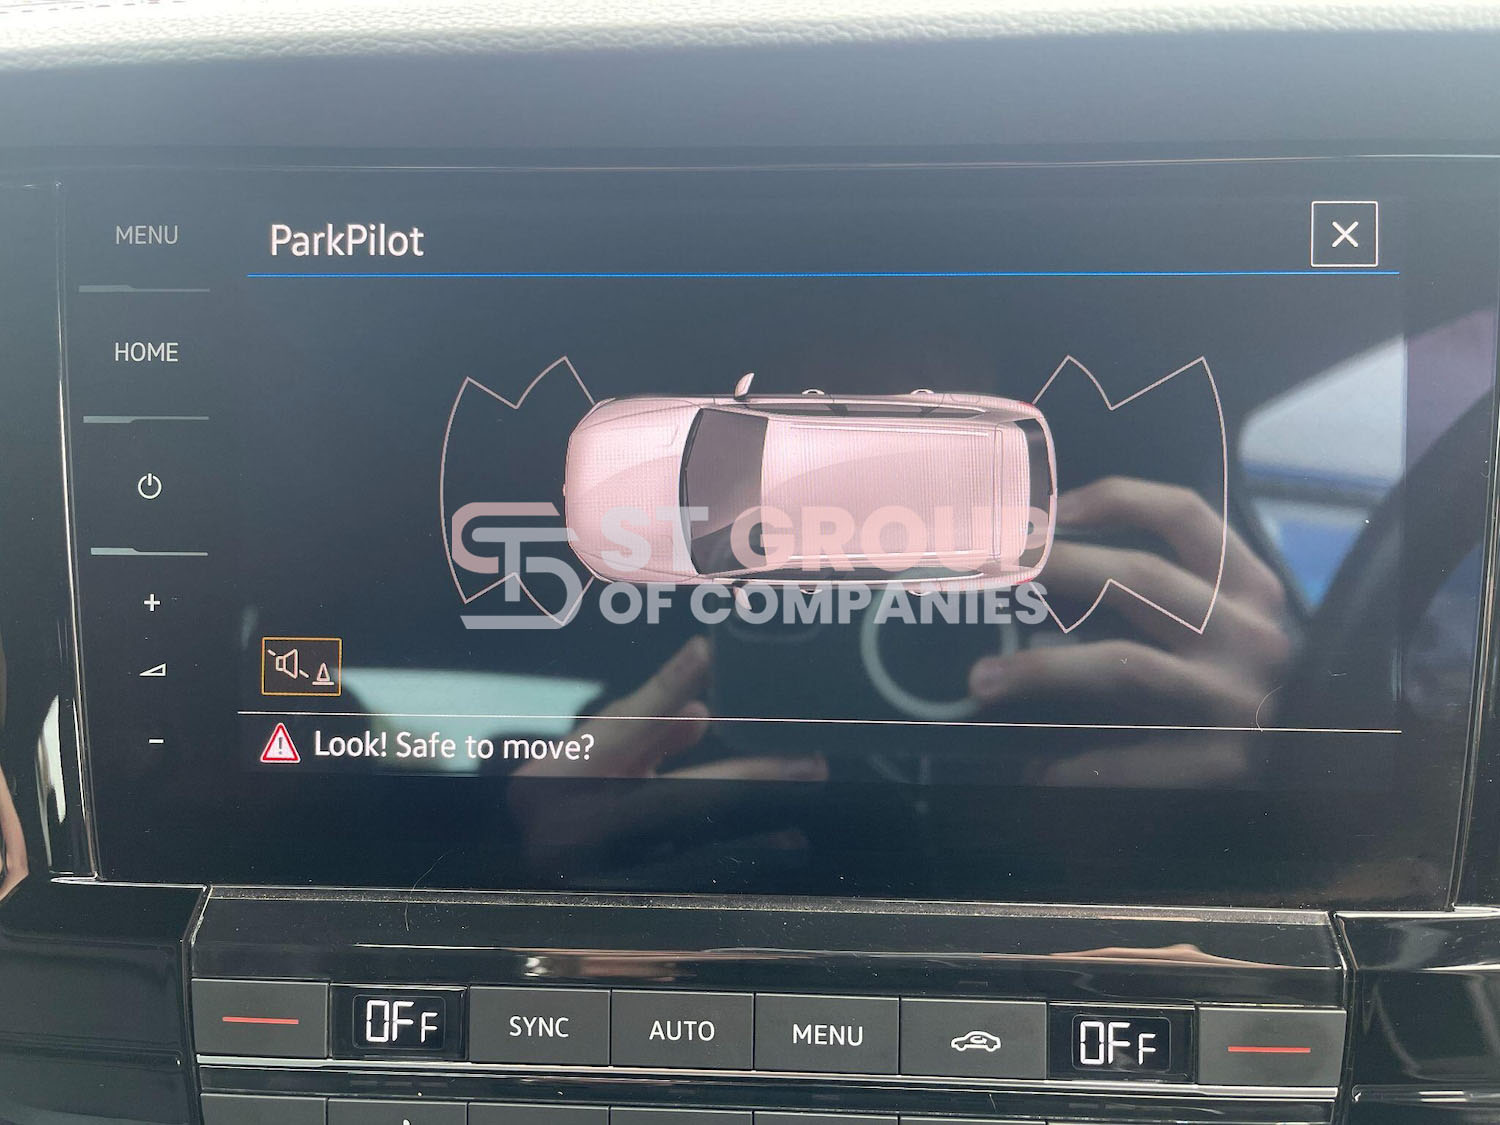 MENU
ParkPilot
HOME
ST GROUP
OF COMPANIES
+
-
Look! Safe to move?
OFF
SYNC
AUTO
MENU
OFF